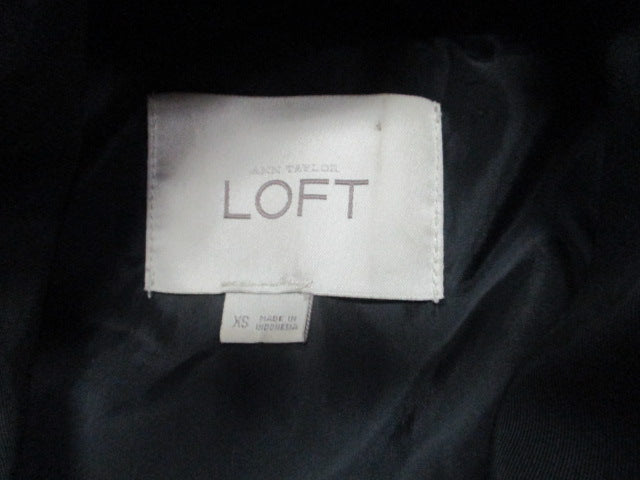 ANN TAYLOR
LOFT
XS MADE IN
INDONESIA